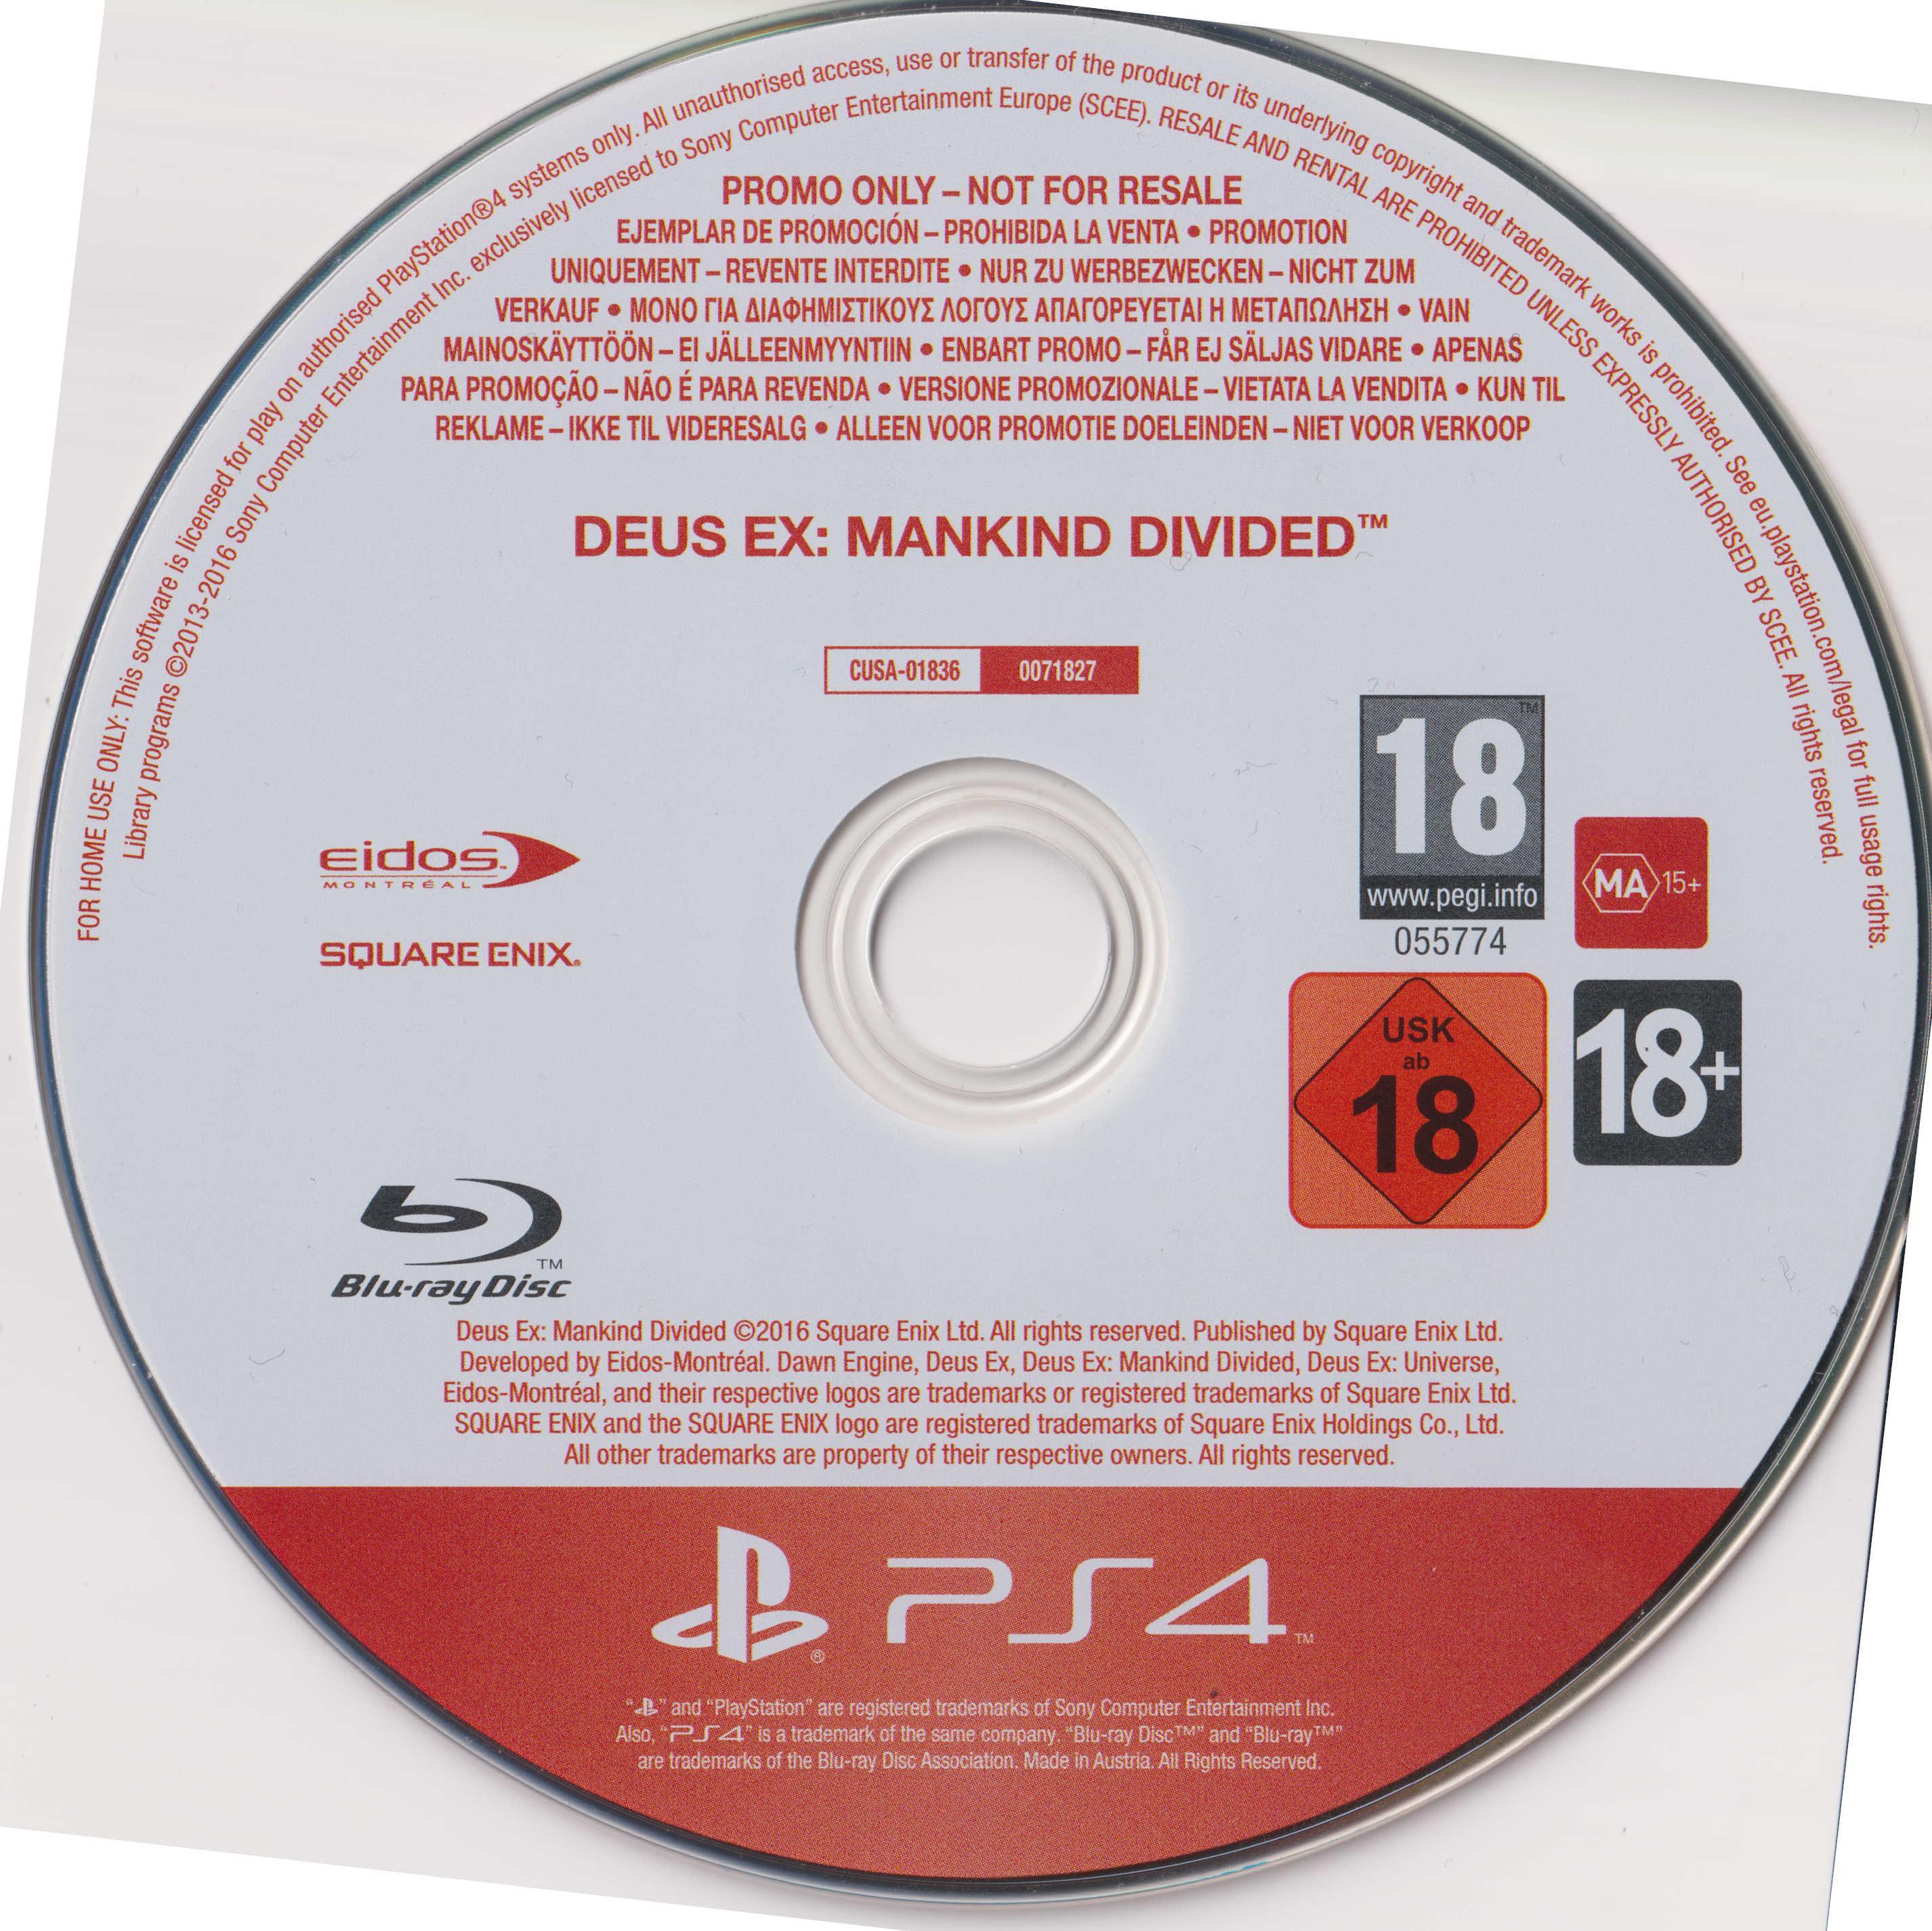 FOR HOME USE ONLY: This software is licensed for play on authorised PlayStation®4 systems only. All unauthorised access, use or transfer of the product or its underlying copyright and trademark works is prohibited. See eu.playstation.com/legal for full usage rights.
Library programs ©2013-2016 Sony Computer Entertainment Inc. exclusively licensed to Sony Computer Entertainment Europe (SCEE). RESALE AND RENTAL ARE PROHIBITED UNLESS EXPRESSLY AUTHORISED BY SCEE. All rights reserved.
PROMO ONLY – NOT FOR RESALE
EJEMPLAR DE PROMOCIÓN – PROHIBIDA LA VENTA • PROMOTION
UNIQUEMENT – REVENTE INTERDITE • NUR ZU WERBEZWECKEN – NICHT ZUM
VERKAUF • ΜΟΝΟ ΓΙΑ ΔΙΑΦΗΜΙΣΤΙΚΟΥΣ ΛΟΓΟΥΣ ΑΠΑΓΟΡΕΥΕΤΑΙ Η ΜΕΤΑΠΩΛΗΣΗ • VAIN
MAINOSKÄYTTÖÖN – EI JÄLLEENMYYNTIIN • ENBART PROMO – FÅR EJ SÄLJAS VIDARE • APENAS
PARA PROMOÇÃO – NÃO É PARA REVENDA • VERSIONE PROMOZIONALE – VIETATA LA VENDITA • KUN TIL
REKLAME – IKKE TIL VIDERESALG • ALLEEN VOOR PROMOTIE DOELEINDEN – NIET VOOR VERKOOP
DEUS EX: MANKIND DIVIDED™
CUSA-01836 0071827
eidos™
MONTRÉAL
SQUARE ENIX®
18™
www.pegi.info
055774
MA 15+
USK
ab
18
18+
Blu-ray Disc™
Deus Ex: Mankind Divided ©2016 Square Enix Ltd. All rights reserved. Published by Square Enix Ltd.
Developed by Eidos-Montréal. Dawn Engine, Deus Ex, Deus Ex: Mankind Divided, Deus Ex: Universe,
Eidos-Montréal, and their respective logos are trademarks or registered trademarks of Square Enix Ltd.
SQUARE ENIX and the SQUARE ENIX logo are registered trademarks of Square Enix Holdings Co., Ltd.
All other trademarks are property of their respective owners. All rights reserved.
® PS4™
“ ” and “PlayStation” are registered trademarks of Sony Computer Entertainment Inc.
Also, “PS4” is a trademark of the same company. “Blu-ray Disc™” and “Blu-ray™”
are trademarks of the Blu-ray Disc Association. Made in Austria. All Rights Reserved.